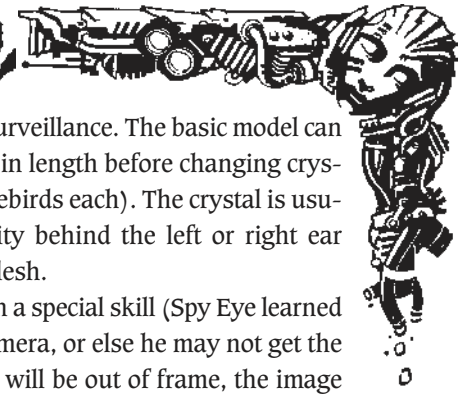 urveillance. The basic model can
in length before changing crys-
ebirds each). The crystal is usu-
ity behind the left or right ear
lesh.
n a special skill (Spy Eye learned
mera, or else he may not get the
will be out of frame, the image